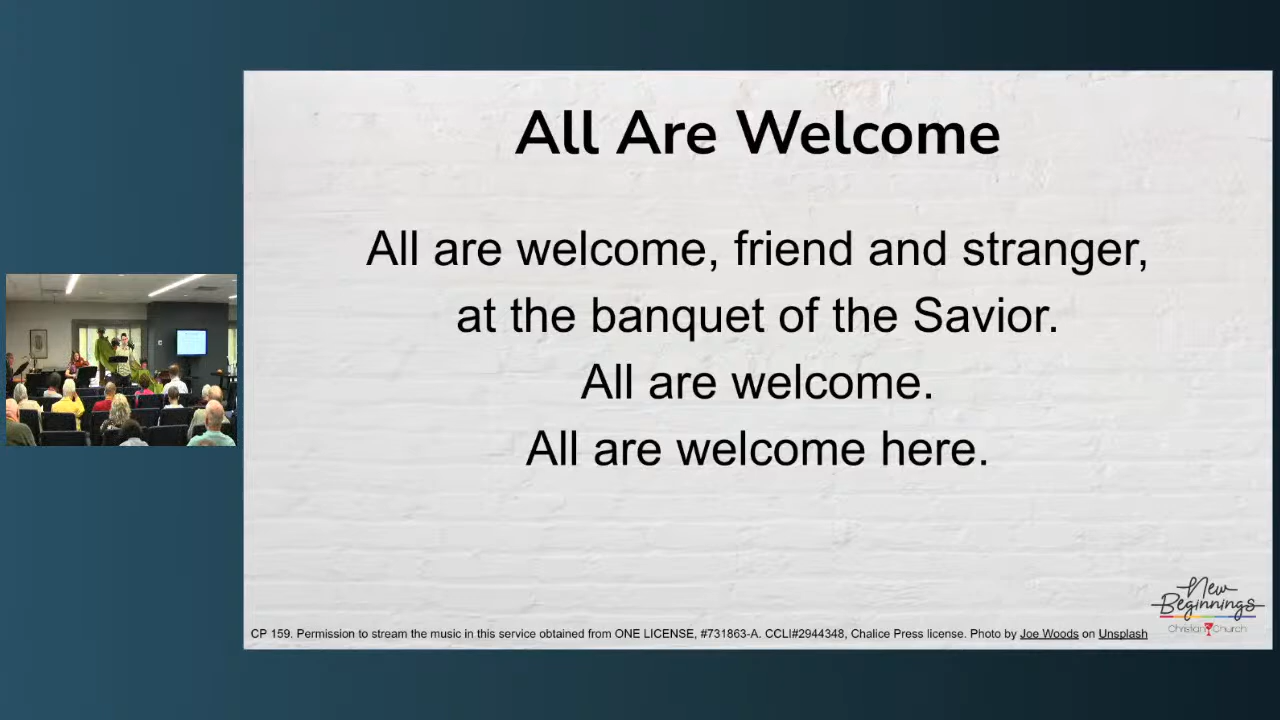 All Are Welcome
All are welcome, friend and stranger,
at the banquet of the Savior.
All are welcome.
All are welcome here.
New
Beginnings
Christian Church
CP 159. Permission to stream the music in this service obtained from ONE LICENSE, #731863-A. CCLI#2944348, Chalice Press license. Photo by Joe Woods on Unsplash